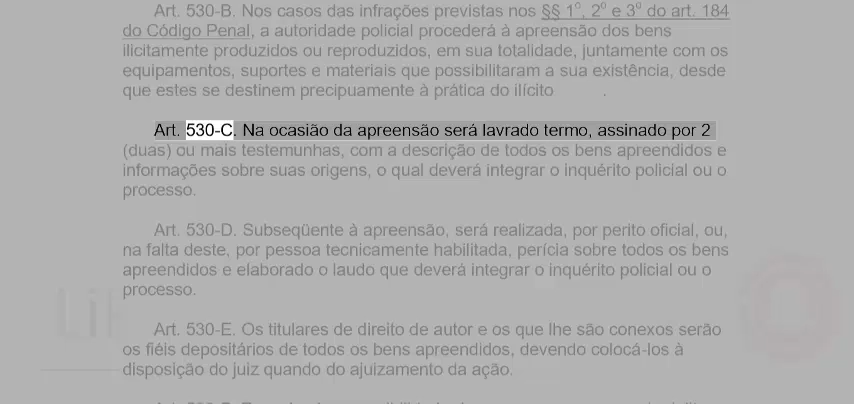 Art. 530-B. Nos casos das infrações previstas nos §§ 1º, 2º e 3º do art. 184
do Código Penal, a autoridade policial procederá à apreensão dos bens
ilicitamente produzidos ou reproduzidos, em sua totalidade, juntamente com os
equipamentos, suportes e materiais que possibilitaram a sua existência, desde
que estes se destinem precipuamente à prática do ilícito .
Art. 530-C. Na ocasião da apreensão será lavrado termo, assinado por 2
(duas) ou mais testemunhas, com a descrição de todos os bens apreendidos e
informações sobre suas origens, o qual deverá integrar o inquérito policial ou o
processo.
Art. 530-D. Subseqüente à apreensão, será realizada, por perito oficial, ou,
na falta deste, por pessoa tecnicamente habilitada, perícia sobre todos os bens
apreendidos e elaborado o laudo que deverá integrar o inquérito policial ou o
processo.
Art. 530-E. Os titulares de direito de autor e os que lhe são conexos serão
os fiéis depositários de todos os bens apreendidos, devendo colocá-los à
disposição do juiz quando do ajuizamento da ação.